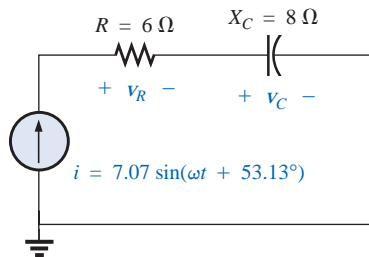 R = 6 Ω
X_C = 8 Ω
+ v_R −
+ v_C −
i = 7.07 sin(ωt + 53.13°)